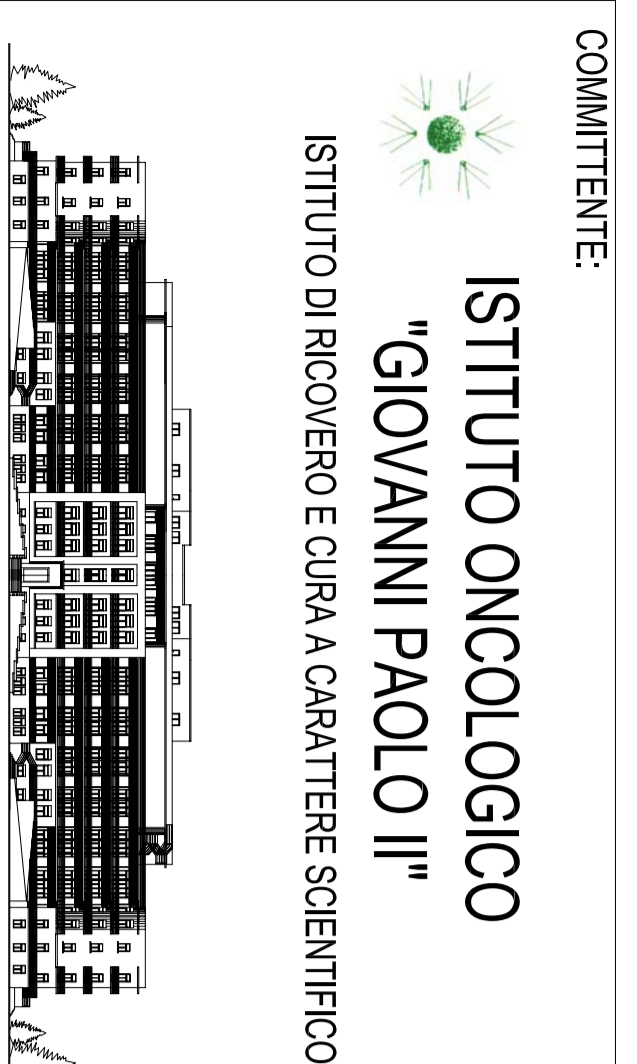 COMMITTENTE:
ISTITUTO ONCOLOGICO
"GIOVANNI PAOLO II"
ISTITUTO DI RICOVERO E CURA A CARATTERE SCIENTIFICO